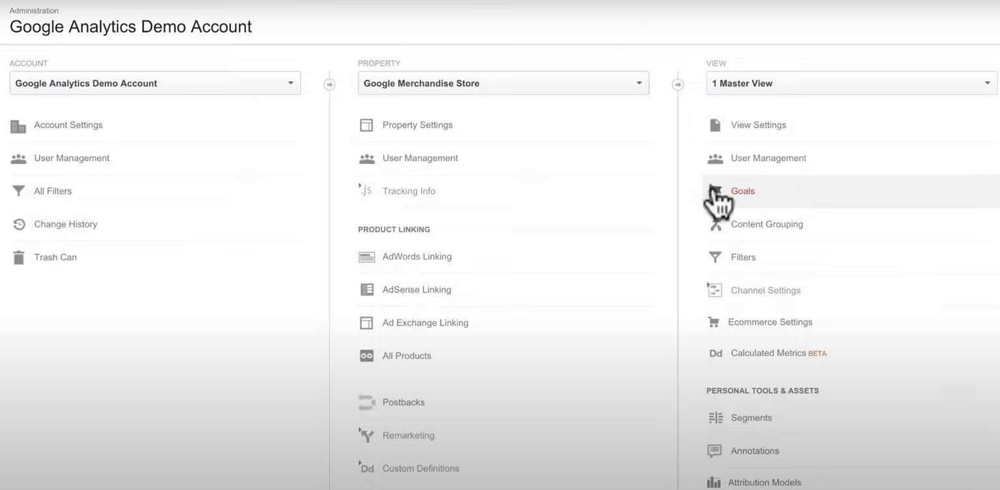 Administration
Google Analytics Demo Account
ACCOUNT
Google Analytics Demo Account
Account Settings
User Management
All Filters
Change History
Trash Can
PROPERTY
Google Merchandise Store
Property Settings
User Management
.js Tracking Info
PRODUCT LINKING
AdWords Linking
AdSense Linking
Ad Exchange Linking
All Products
Postbacks
Remarketing
Dd Custom Definitions
VIEW
1 Master View
View Settings
User Management
Goals
Content Grouping
Filters
Channel Settings
Ecommerce Settings
Dd Calculated Metrics BETA
PERSONAL TOOLS & ASSETS
Segments
Annotations
Attribution Models